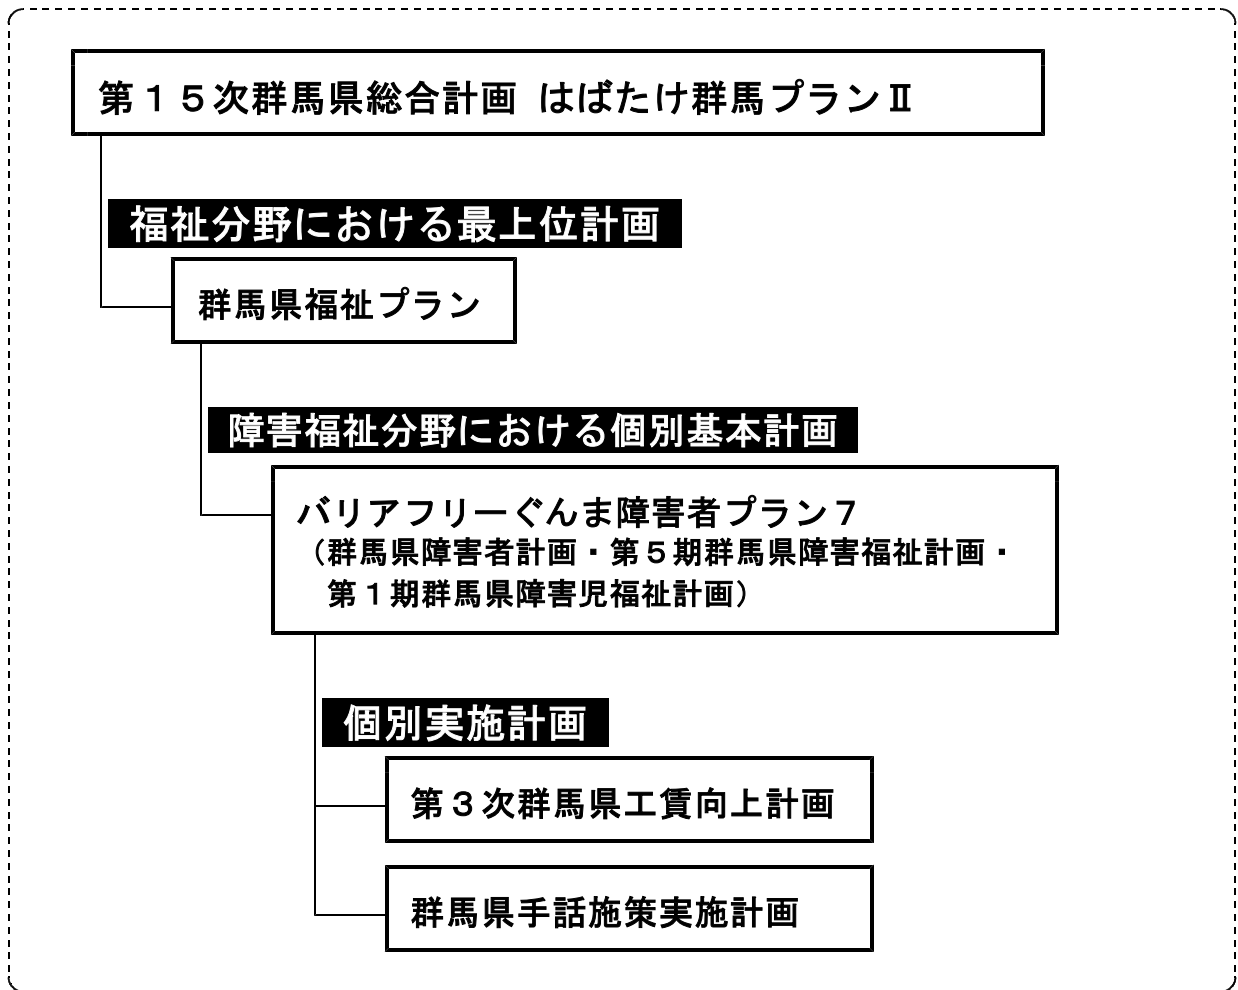 第１５次群馬県総合計画 はばたけ群馬プランⅡ
福祉分野における最上位計画
群馬県福祉プラン
障害福祉分野における個別基本計画
バリアフリーぐんま障害者プラン７
（群馬県障害者計画・第５期群馬県障害福祉計画・
第１期群馬県障害児福祉計画）
個別実施計画
第３次群馬県工賃向上計画
群馬県手話施策実施計画